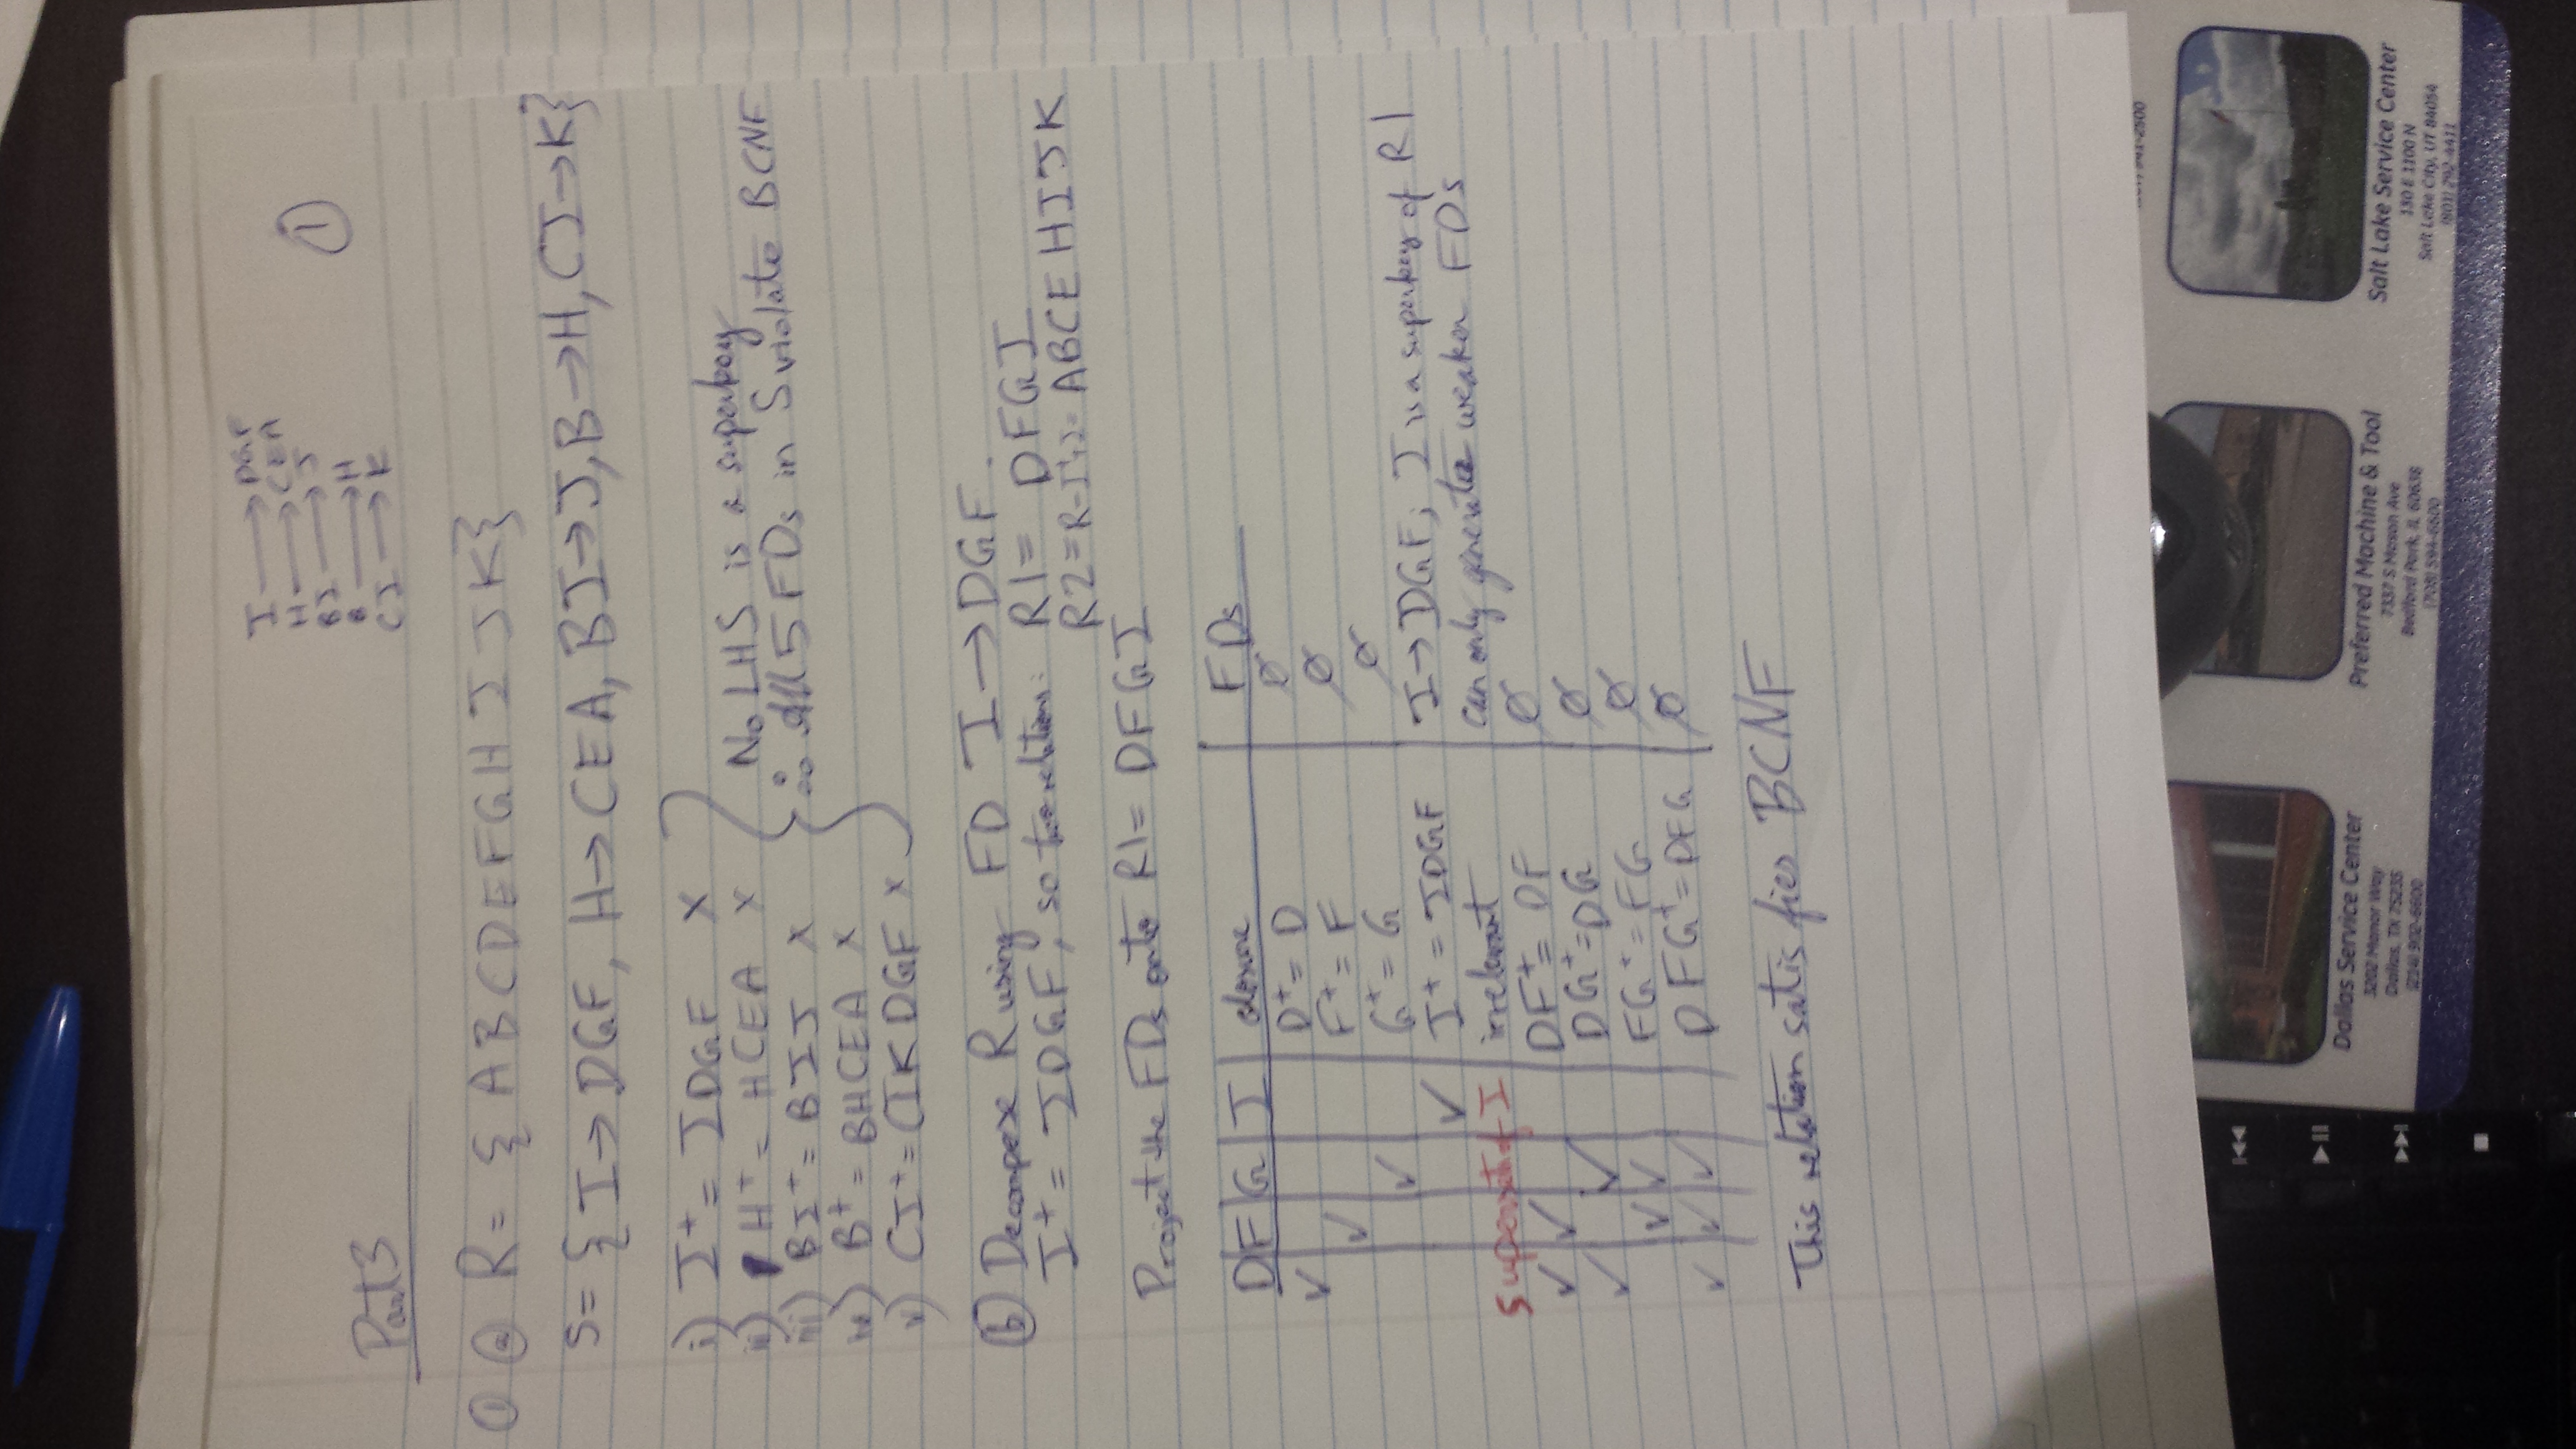 ①
I → DGF
H → CEA
BI → J
B → H
CI → K
Part 3
① ⓐ R = { A B C D E F G H I J K }
S = { I → DGF, H → CEA, BI → J, B → H, CI → K }
i) I⁺ = IDGF X
ii) H⁺ = HCEA X
iii) BI⁺ = BIJ X
iv) B⁺ = BHCEA X
v) CI⁺ = CIKDGF X
No LHS is a superkey
∴ all 5 FDs in S violate BCNF
ⓑ Decompose R using FD I → DGF.
I⁺ = IDGF, so two relations: R1 = DFGI
R2 = R-I⁺,2 = ABCEHIJK
Project the FDs onto R1 = DFGI
D F G I closure FDs
✓ D⁺ = D ∅
✓ F⁺ = F ∅
✓ G⁺ = G ∅
✓ I⁺ = IDGF I → DGF; I is a superkey of R1
Superset of I irrelevant can only generate weaker FDs
✓ ✓ DF⁺ = DF ∅
✓ ✓ DG⁺ = DG ∅
✓ ✓ FG⁺ = FG ∅
✓ ✓ ✓ DFG⁺ = DFG ∅
This relation satisfies BCNF
Dallas Service Center
3202 Manor Way
Dallas, TX 75235
(214) 902-6600
Preferred Machine & Tool
7337 S Mason Ave
Bedford Park, IL 60638
(708) 594-6600
Salt Lake Service Center
130 E 1100 N
Salt Lake City, UT 84054
(801) 292-4411